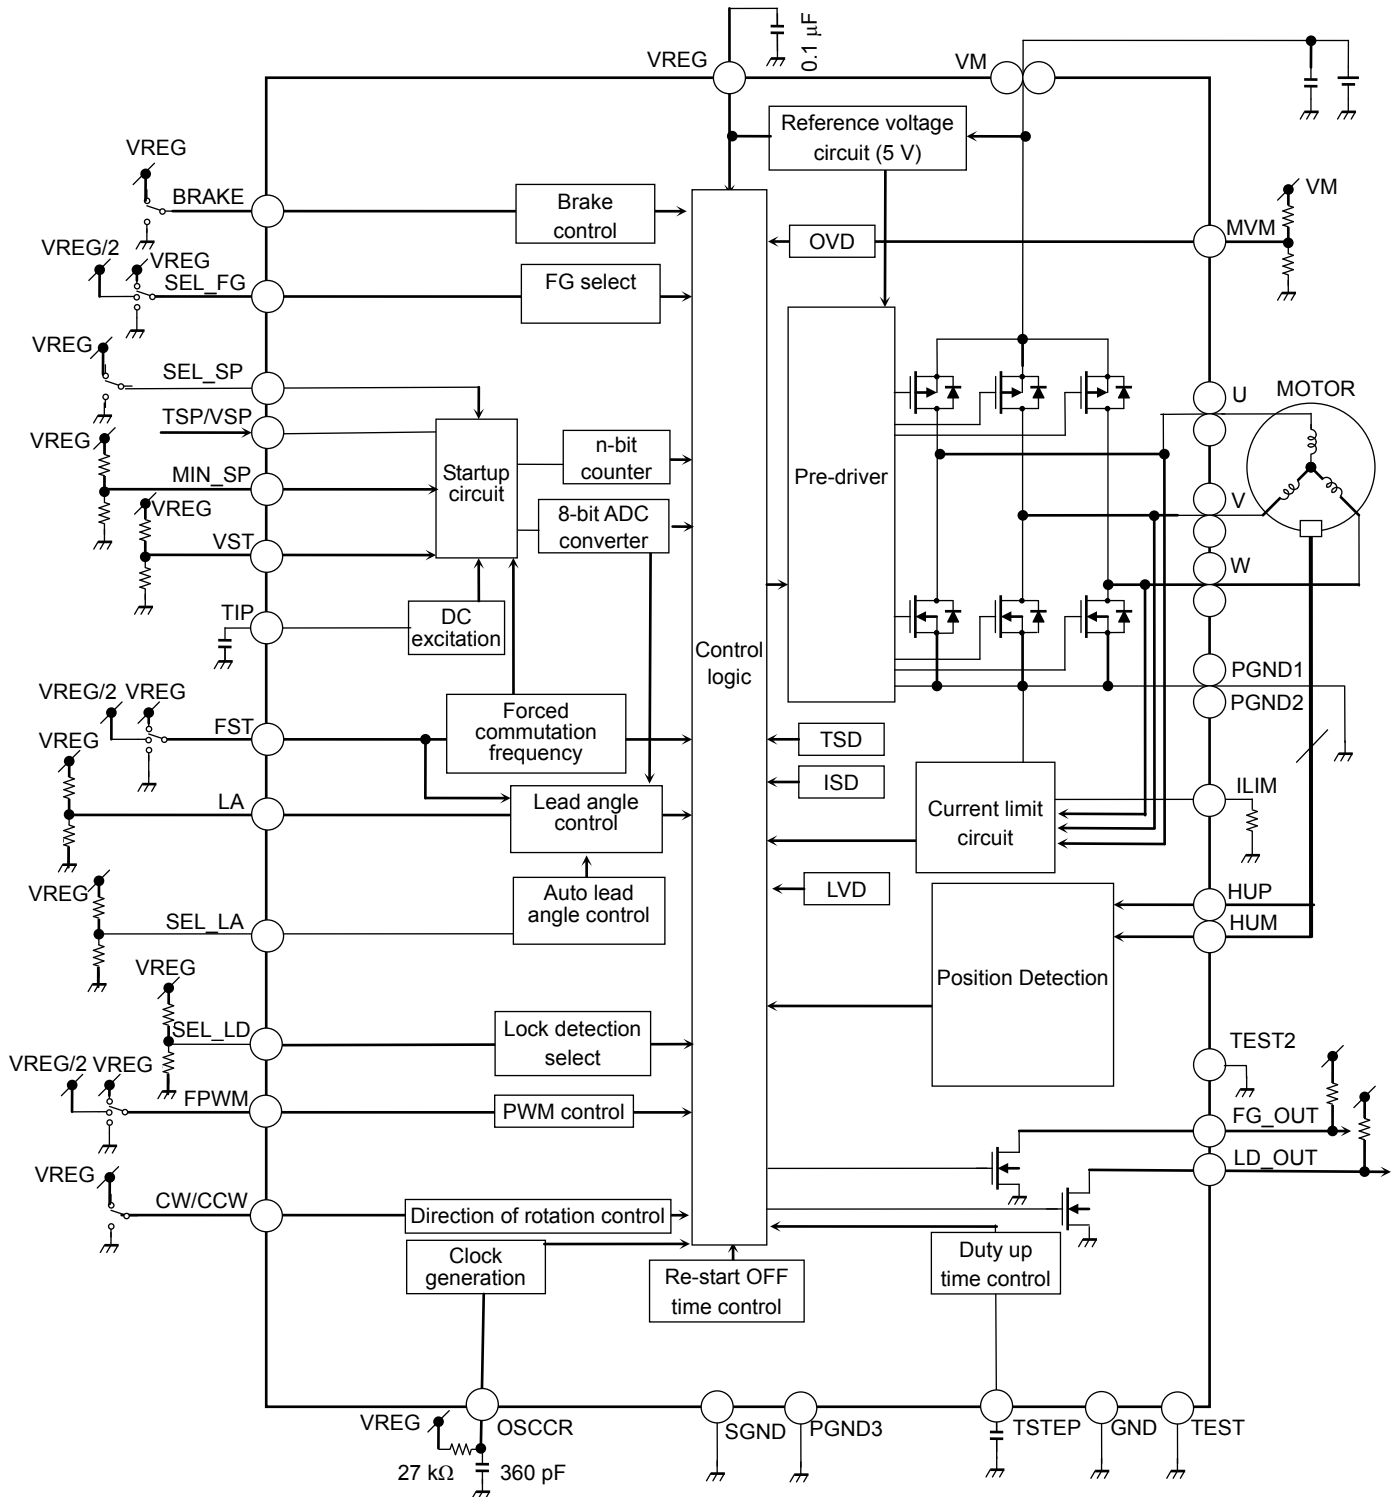 VREG
0.1 μF
VM
Reference voltage
circuit (5 V)
VREG
BRAKE
Brake
control
VM
MVM
OVD
VREG/2
VREG
SEL_FG
FG select
VREG
SEL_SP
TSP/VSP
VREG
MIN_SP
VREG
VST
Startup
circuit
n-bit
counter
8-bit ADC
converter
Pre-driver
U
MOTOR
V
W
TIP
DC
excitation
Control
logic
PGND1
PGND2
VREG/2
VREG
FST
VREG
Forced
commutation
frequency
TSD
ISD
LA
Lead angle
control
Current limit
circuit
ILIM
VREG
SEL_LA
Auto lead
angle control
LVD
HUP
HUM
Position Detection
VREG
SEL_LD
Lock detection
select
TEST2
VREG/2
VREG
FPWM
PWM control
FG_OUT
LD_OUT
VREG
CW/CCW
Direction of rotation control
Clock
generation
Re-start OFF
time control
Duty up
time control
VREG
OSCCR
27 kΩ
360 pF
SGND
PGND3
TSTEP
GND
TEST